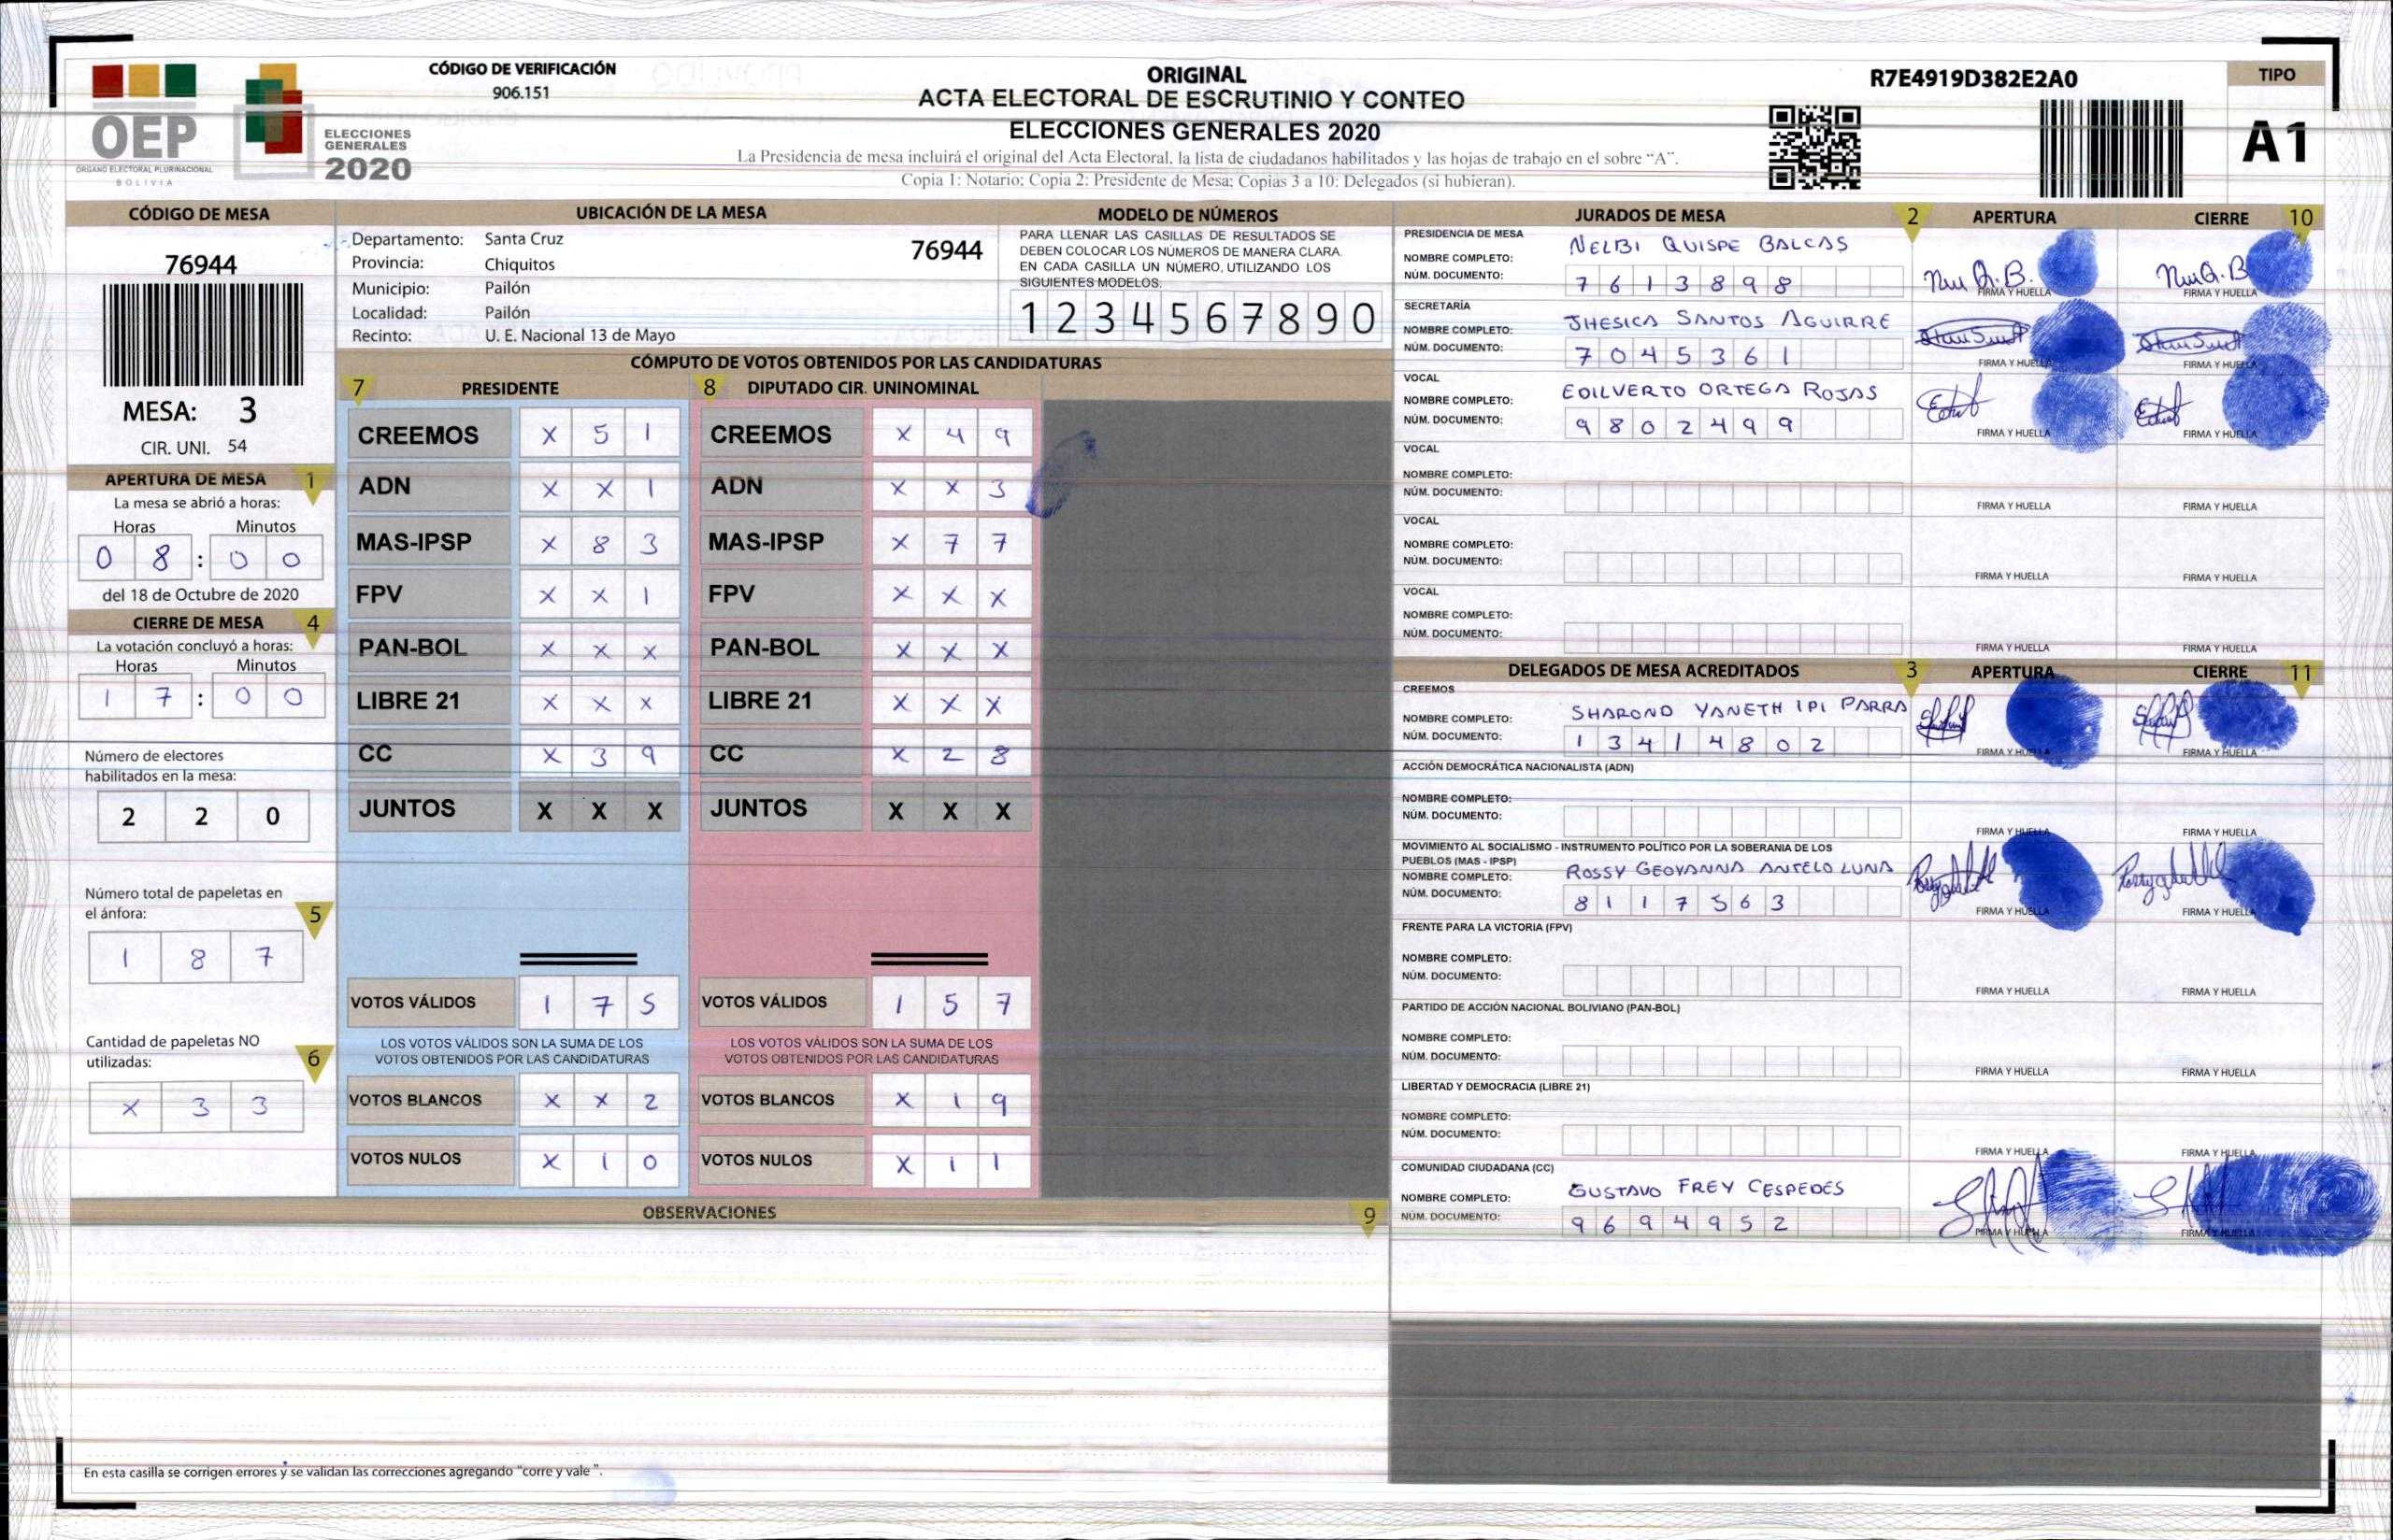 OEP
ÓRGANO ELECTORAL PLURINACIONAL
BOLIVIA
ELECCIONES
GENERALES
2020
CÓDIGO DE VERIFICACIÓN
906.151
ORIGINAL
ACTA ELECTORAL DE ESCRUTINIO Y CONTEO
ELECCIONES GENERALES 2020
La Presidencia de mesa incluirá el original del Acta Electoral, la lista de ciudadanos habilitados y las hojas de trabajo en el sobre “A”.
Copia 1: Notario; Copia 2: Presidente de Mesa; Copias 3 a 10: Delegados (si hubieran).
R7E4919D382E2A0
TIPO
A1
CÓDIGO DE MESA
76944
MESA: 3
CIR. UNI. 54
APERTURA DE MESA 1
La mesa se abrió a horas:
Horas Minutos
0 8 : 0 0
del 18 de Octubre de 2020
CIERRE DE MESA 4
La votación concluyó a horas:
Horas Minutos
1 7 : 0 0
Número de electores
habilitados en la mesa:
2 2 0
Número total de papeletas en
el ánfora: 5
1 8 7
Cantidad de papeletas NO
utilizadas: 6
X 3 3
UBICACIÓN DE LA MESA
Departamento: Santa Cruz 76944
Provincia: Chiquitos
Municipio: Pailón
Localidad: Pailón
Recinto: U. E. Nacional 13 de Mayo
MODELO DE NÚMEROS
PARA LLENAR LAS CASILLAS DE RESULTADOS SE
DEBEN COLOCAR LOS NÚMEROS DE MANERA CLARA.
EN CADA CASILLA UN NÚMERO, UTILIZANDO LOS
SIGUIENTES MODELOS:
1 2 3 4 5 6 7 8 9 0
CÓMPUTO DE VOTOS OBTENIDOS POR LAS CANDIDATURAS
7 PRESIDENTE 8 DIPUTADO CIR. UNINOMINAL
CREEMOS X 5 1 CREEMOS X 4 9
ADN X X 1 ADN X X 3
MAS-IPSP X 8 3 MAS-IPSP X 7 7
FPV X X 1 FPV X X X
PAN-BOL X X X PAN-BOL X X X
LIBRE 21 X X X LIBRE 21 X X X
CC X 3 9 CC X 2 8
JUNTOS X X X JUNTOS X X X
VOTOS VÁLIDOS 1 7 5 VOTOS VÁLIDOS 1 5 7
LOS VOTOS VÁLIDOS SON LA SUMA DE LOS LOS VOTOS VÁLIDOS SON LA SUMA DE LOS
VOTOS OBTENIDOS POR LAS CANDIDATURAS VOTOS OBTENIDOS POR LAS CANDIDATURAS
VOTOS BLANCOS X X 2 VOTOS BLANCOS X 1 9
VOTOS NULOS X 1 0 VOTOS NULOS X 1 1
OBSERVACIONES 9
En esta casilla se corrigen errores y se validan las correcciones agregando “corre y vale ”.
JURADOS DE MESA 2 APERTURA CIERRE 10
PRESIDENCIA DE MESA
NOMBRE COMPLETO: NELBI QUISPE BALCAS
NÚM. DOCUMENTO: 7 6 1 3 8 9 8
FIRMA Y HUELLA FIRMA Y HUELLA
SECRETARÍA
NOMBRE COMPLETO: JHESICA SANTOS AGUIRRE
NÚM. DOCUMENTO: 7 0 4 5 3 6 1
FIRMA Y HUELLA FIRMA Y HUELLA
VOCAL
NOMBRE COMPLETO: EDILVERTO ORTEGA ROJAS
NÚM. DOCUMENTO: 9 8 0 2 4 9 9
FIRMA Y HUELLA FIRMA Y HUELLA
VOCAL
NOMBRE COMPLETO:
NÚM. DOCUMENTO:
FIRMA Y HUELLA FIRMA Y HUELLA
VOCAL
NOMBRE COMPLETO:
NÚM. DOCUMENTO:
FIRMA Y HUELLA FIRMA Y HUELLA
VOCAL
NOMBRE COMPLETO:
NÚM. DOCUMENTO:
FIRMA Y HUELLA FIRMA Y HUELLA
DELEGADOS DE MESA ACREDITADOS 3 APERTURA CIERRE 11
CREEMOS
NOMBRE COMPLETO: SHAROND YANETH IPI PARRA
NÚM. DOCUMENTO: 1 3 4 1 4 8 0 2
FIRMA Y HUELLA FIRMA Y HUELLA
ACCIÓN DEMOCRÁTICA NACIONALISTA (ADN)
NOMBRE COMPLETO:
NÚM. DOCUMENTO:
FIRMA Y HUELLA FIRMA Y HUELLA
MOVIMIENTO AL SOCIALISMO - INSTRUMENTO POLÍTICO POR LA SOBERANIA DE LOS
PUEBLOS (MAS - IPSP)
NOMBRE COMPLETO: ROSSY GEOVANNA ANTELO LUNA
NÚM. DOCUMENTO: 8 1 1 7 5 6 3
FIRMA Y HUELLA FIRMA Y HUELLA
FRENTE PARA LA VICTORIA (FPV)
NOMBRE COMPLETO:
NÚM. DOCUMENTO:
FIRMA Y HUELLA FIRMA Y HUELLA
PARTIDO DE ACCIÓN NACIONAL BOLIVIANO (PAN-BOL)
NOMBRE COMPLETO:
NÚM. DOCUMENTO:
FIRMA Y HUELLA FIRMA Y HUELLA
LIBERTAD Y DEMOCRACIA (LIBRE 21)
NOMBRE COMPLETO:
NÚM. DOCUMENTO:
FIRMA Y HUELLA FIRMA Y HUELLA
COMUNIDAD CIUDADANA (CC)
NOMBRE COMPLETO: GUSTAVO FREY CESPEDES
NÚM. DOCUMENTO: 9 6 9 4 9 5 2
FIRMA Y HUELLA FIRMA Y HUELLA